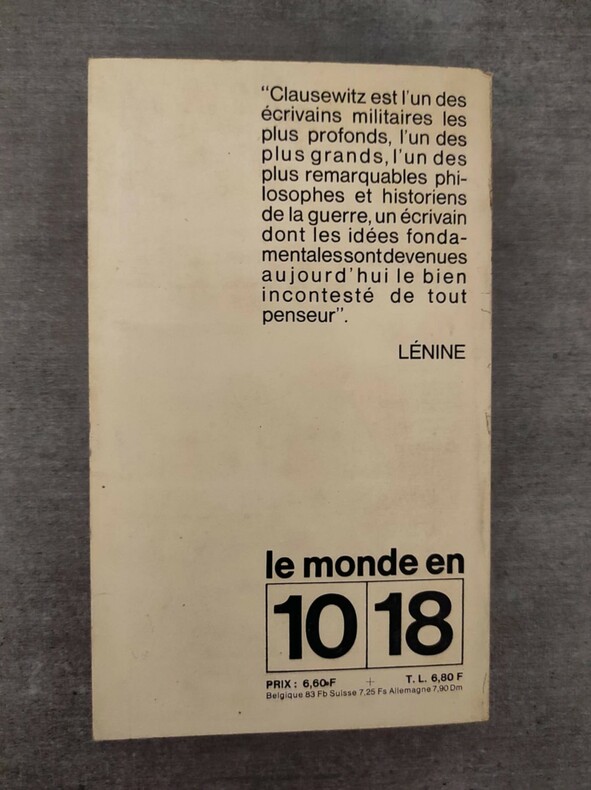 "Clausewitz est l'un des
écrivains militaires les
plus profonds, l'un des
plus grands, l'un des
plus remarquables phi-
losophes et historiens
de la guerre, un écrivain
dont les idées fonda-
mentales sont devenues
aujourd'hui le bien
incontesté de tout
penseur".
LÉNINE
le monde en
10 18
PRIX : 6,60 F + T. L. 6,80 F
Belgique 83 Fb Suisse 7,25 Fs Allemagne 7,90 Dm